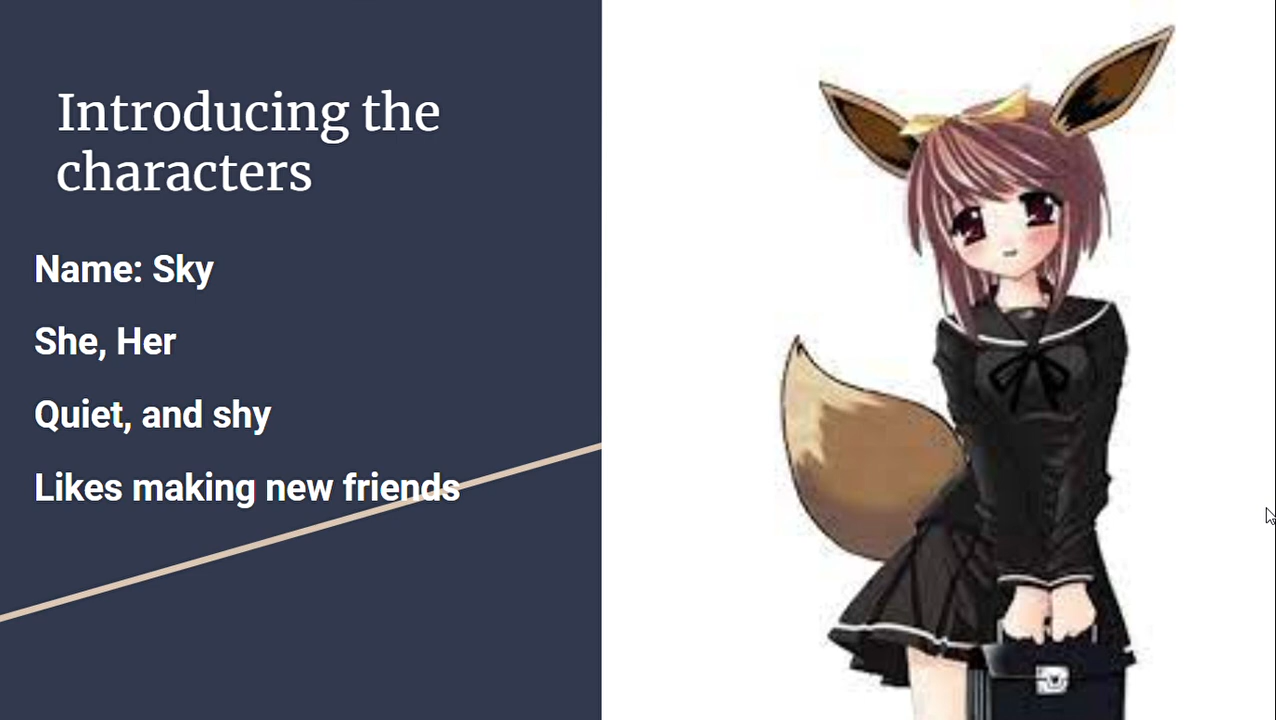 Introducing the
characters
Name: Sky
She, Her
Quiet, and shy
Likes making new friends